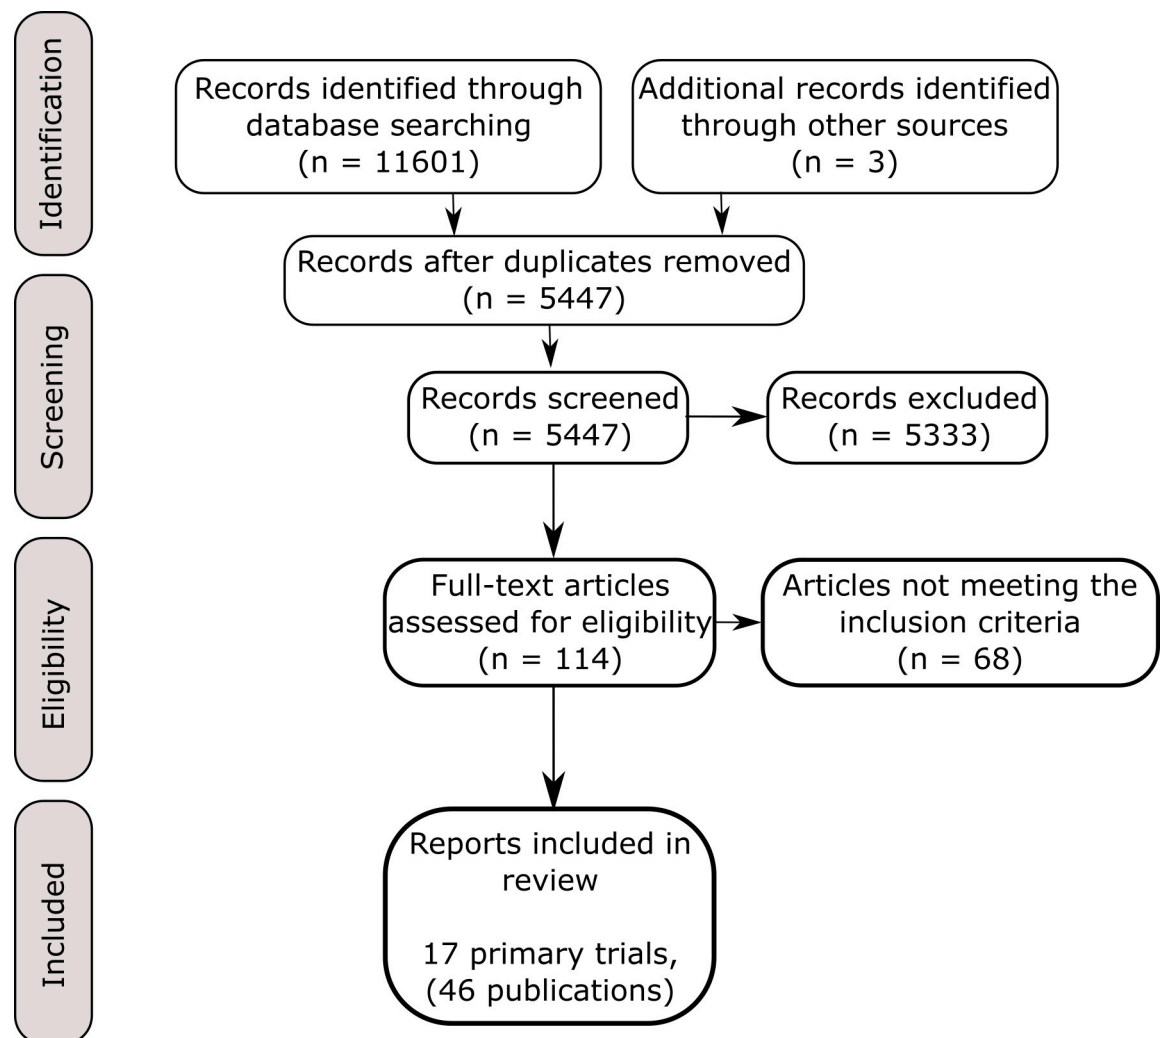 Identification
Records identified through
database searching
(n = 11601)
Additional records identified
through other sources
(n = 3)
Records after duplicates removed
(n = 5447)
Screening
Records screened
(n = 5447)
Records excluded
(n = 5333)
Eligibility
Full-text articles
assessed for eligibility
(n = 114)
Articles not meeting the
inclusion criteria
(n = 68)
Included
Reports included in
review
17 primary trials,
(46 publications)